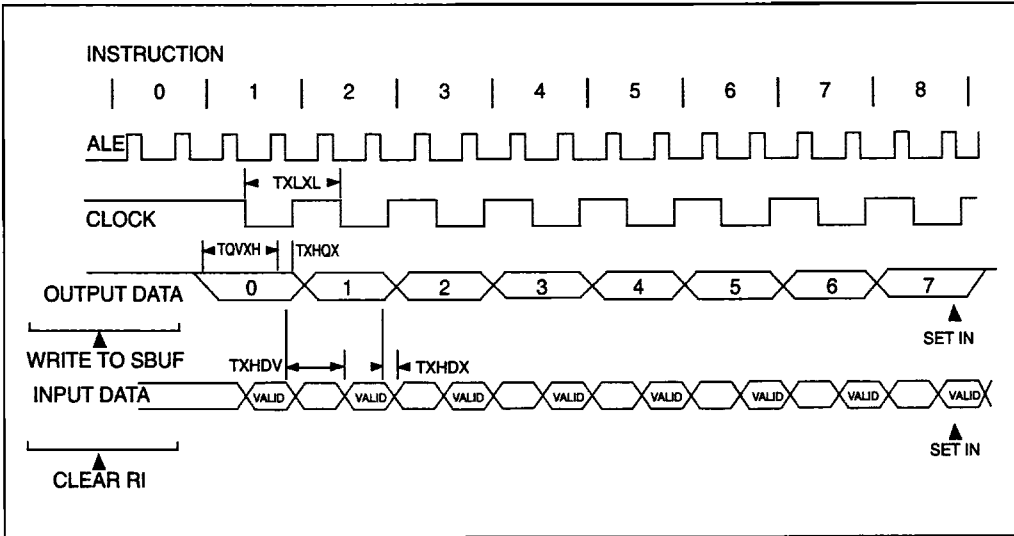 INSTRUCTION
0 1 2 3 4 5 6 7 8
ALE
TXLXL
CLOCK
TQVXH TXHQX
OUTPUT DATA 0 1 2 3 4 5 6 7
SET IN
WRITE TO SBUF
TXHDV TXHDX
INPUT DATA VALID VALID VALID VALID VALID VALID VALID VALID
SET IN
CLEAR RI